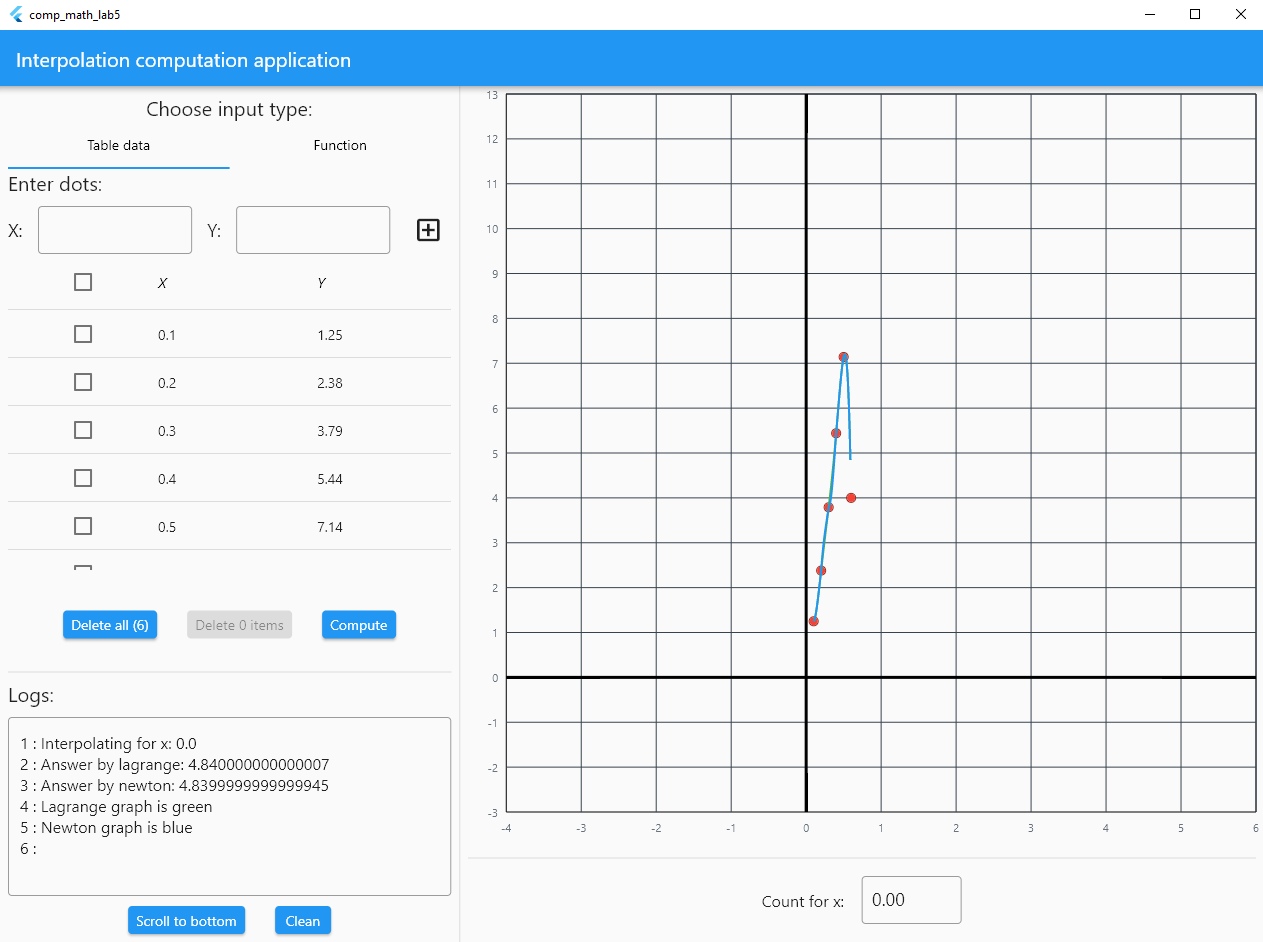 comp_math_lab5
Interpolation computation application
Choose input type:
Table data Function
Enter dots:
X: Y:
X Y
0.1 1.25
0.2 2.38
0.3 3.79
0.4 5.44
0.5 7.14
Delete all (6) Delete 0 items Compute
Logs:
1 : Interpolating for x: 0.0
2 : Answer by lagrange: 4.840000000000007
3 : Answer by newton: 4.8399999999999945
4 : Lagrange graph is green
5 : Newton graph is blue
6 :
Scroll to bottom Clean
13
12
11
10
9
8
7
6
5
4
3
2
1
0
-1
-2
-3
-4 -3 -2 -1 0 1 2 3 4 5 6
Count for x: 0.00